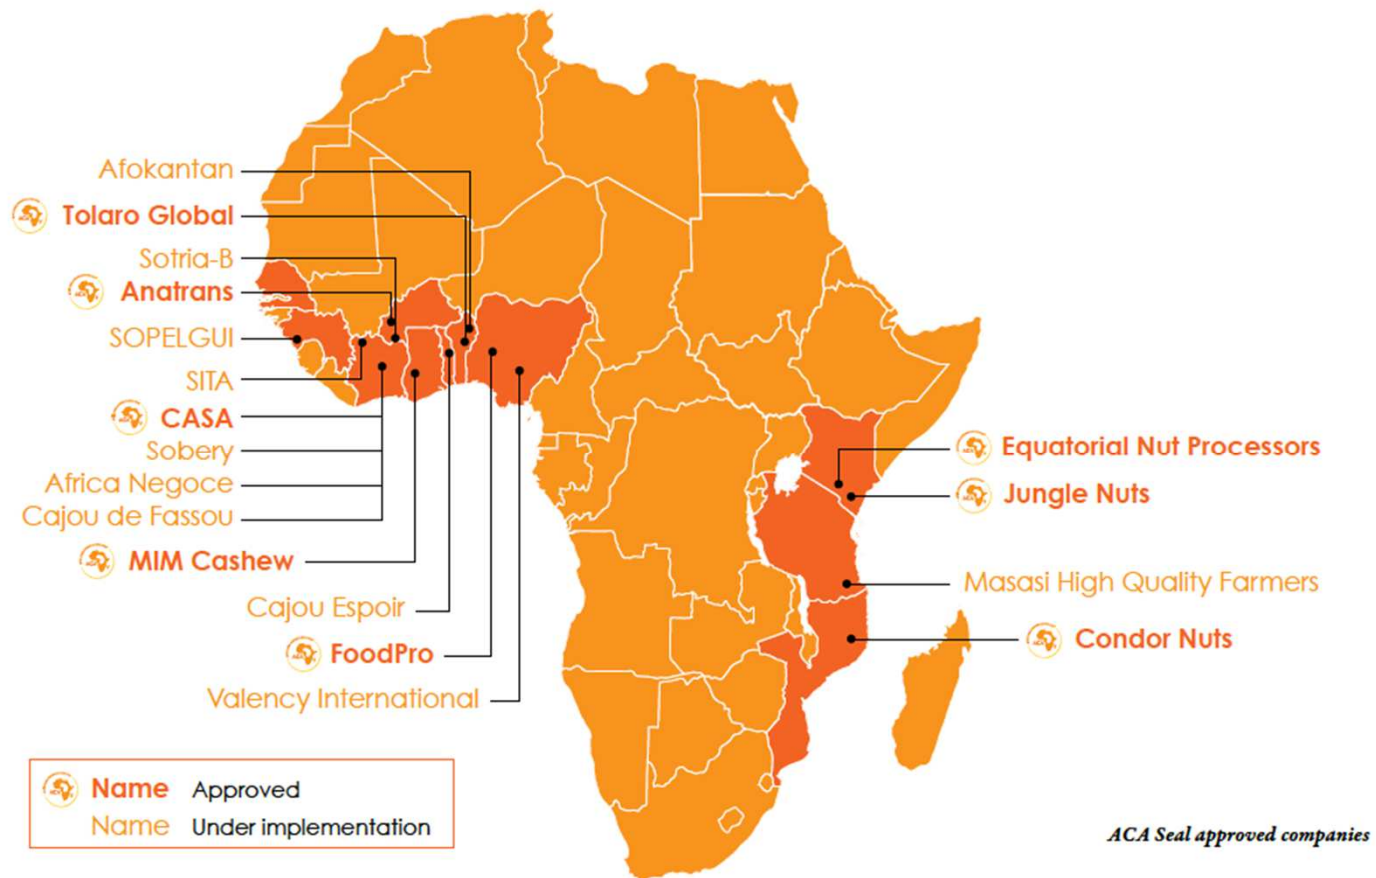 Afokantan
Tolaro Global
Sotria-B
Anatrans
SOPELGUI
SITA
CASA
Sobery
Africa Negoce
Cajou de Fassou
MIM Cashew
Cajou Espoir
FoodPro
Valency International
Equatorial Nut Processors
Jungle Nuts
Masasi High Quality Farmers
Condor Nuts
Name Approved
Name Under implementation
ACA Seal approved companies